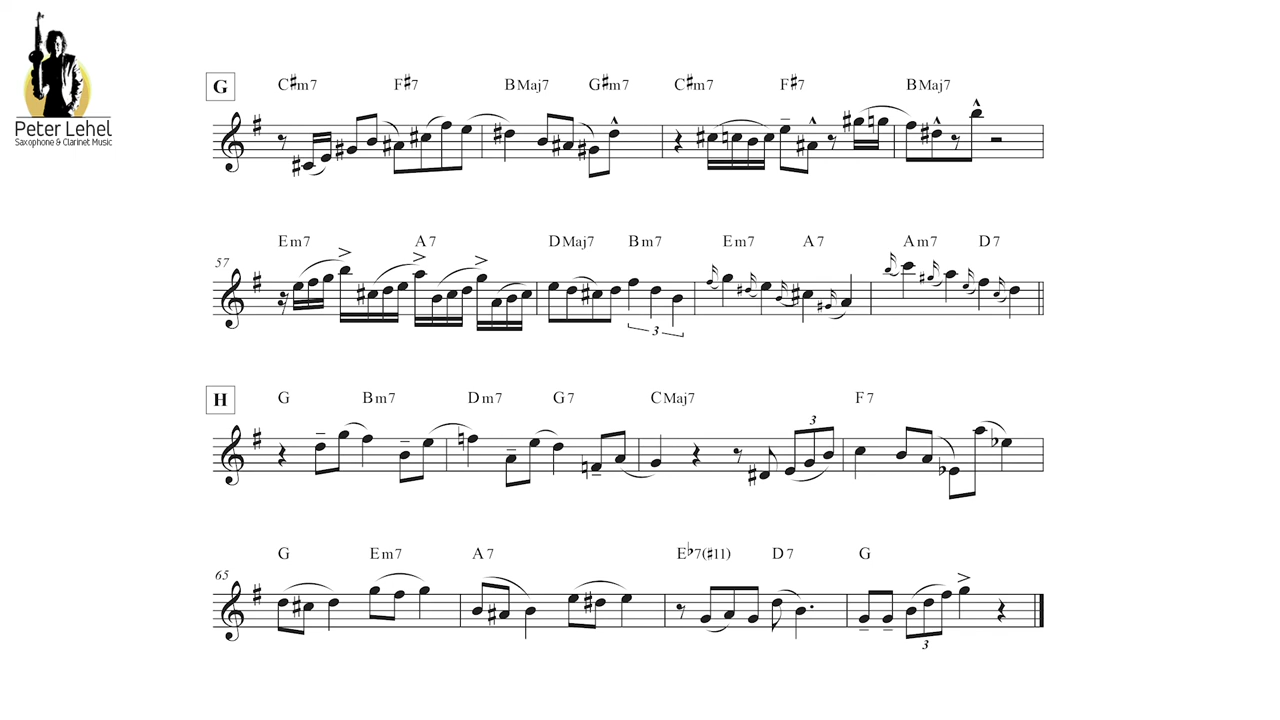 Peter Lehel
Saxophone & Clarinet Music
G C#m7 F#7 BMaj7 G#m7 C#m7 F#7 BMaj7
Em7 A7 DMaj7 Bm7 Em7 A7 Am7 D7
57
3
H G Bm7 Dm7 G7 CMaj7 F7
3
G Em7 A7 Eb7(#11) D7 G
65
3